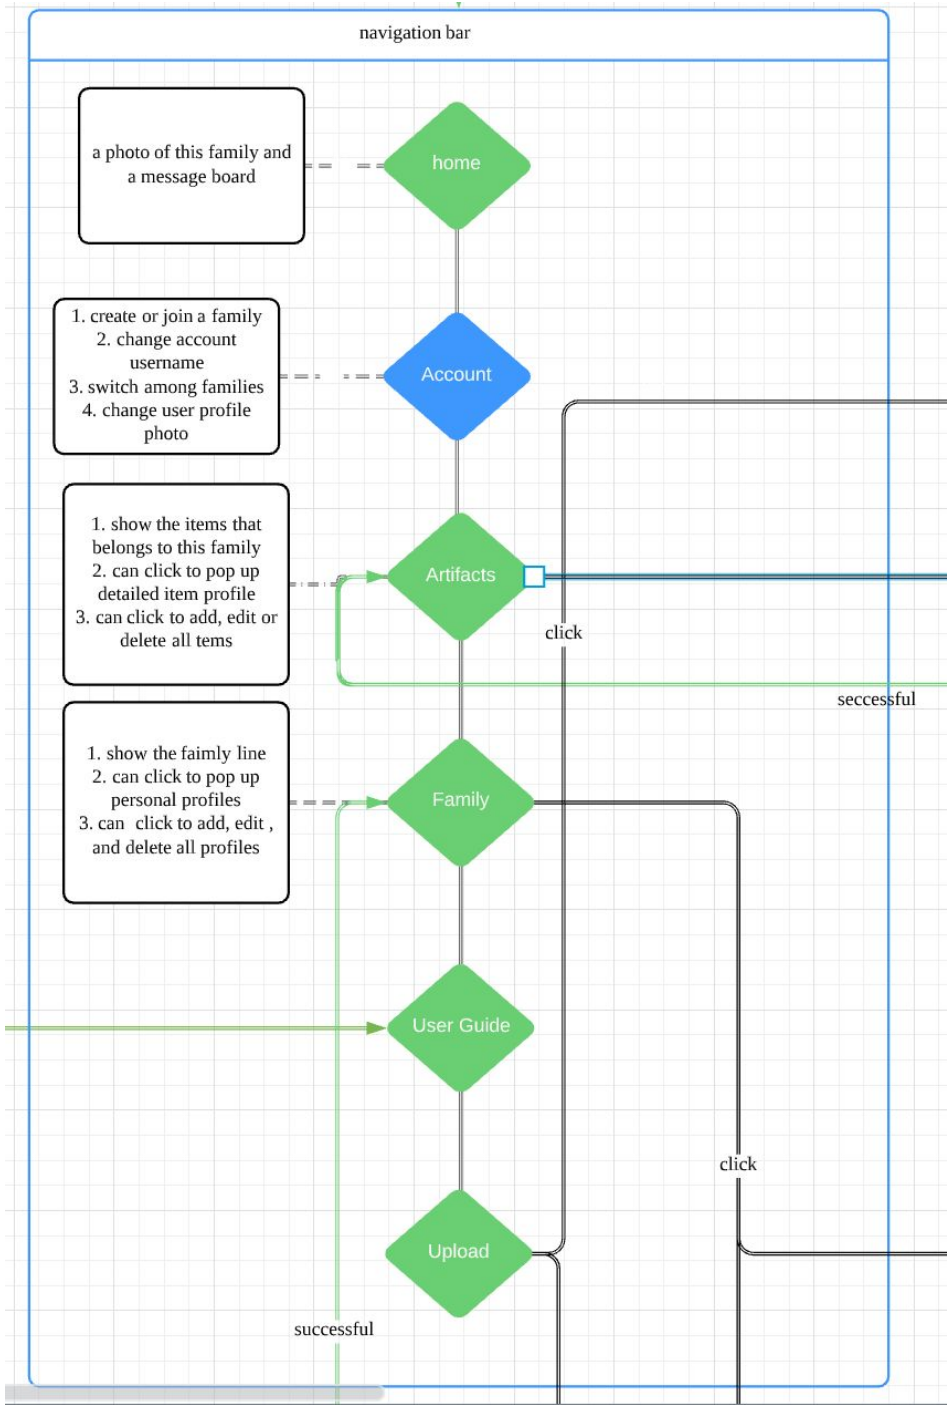 navigation bar
a photo of this family and
a message board
home
1. create or join a family
2. change account
username
3. switch among families
4. change user profile
photo
Account
1. show the items that
belongs to this family
2. can click to pop up
detailed item profile
3. can click to add, edit or
delete all tems
Artifacts
click
seccessful
1. show the faimly line
2. can click to pop up
personal profiles
3. can  click to add, edit ,
and delete all profiles
Family
User Guide
click
Upload
successful